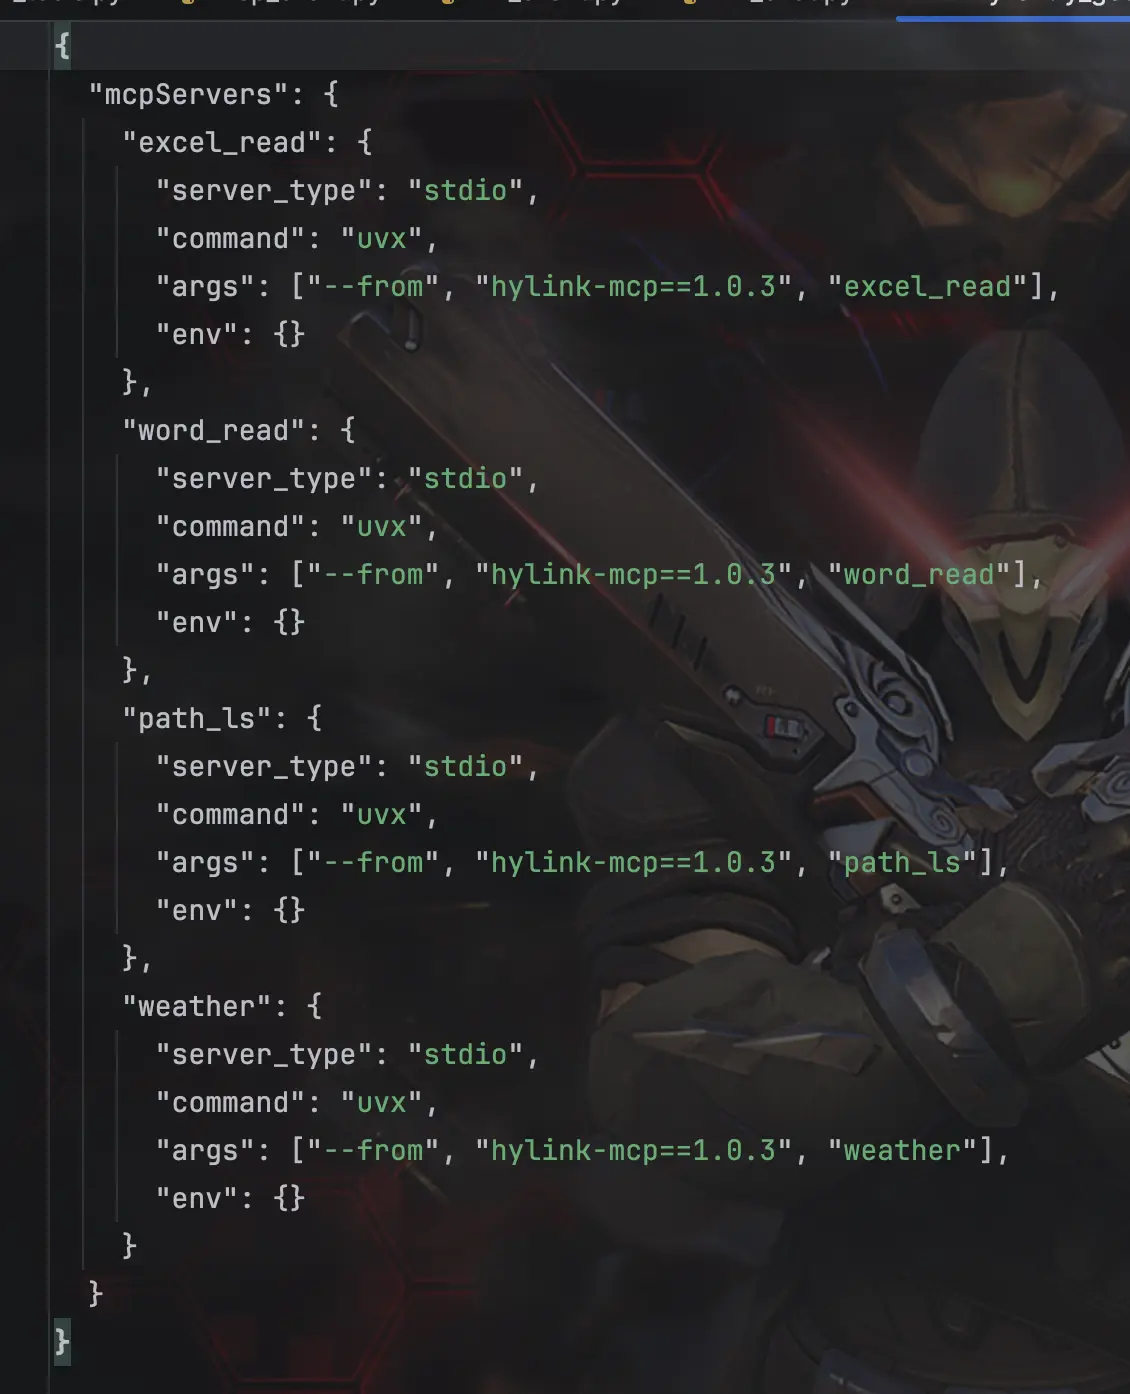 {
  "mcpServers": {
    "excel_read": {
      "server_type": "stdio",
      "command": "uvx",
      "args": ["--from", "hylink-mcp==1.0.3", "excel_read"],
      "env": {}
    },
    "word_read": {
      "server_type": "stdio",
      "command": "uvx",
      "args": ["--from", "hylink-mcp==1.0.3", "word_read"],
      "env": {}
    },
    "path_ls": {
      "server_type": "stdio",
      "command": "uvx",
      "args": ["--from", "hylink-mcp==1.0.3", "path_ls"],
      "env": {}
    },
    "weather": {
      "server_type": "stdio",
      "command": "uvx",
      "args": ["--from", "hylink-mcp==1.0.3", "weather"],
      "env": {}
    }
  }
}